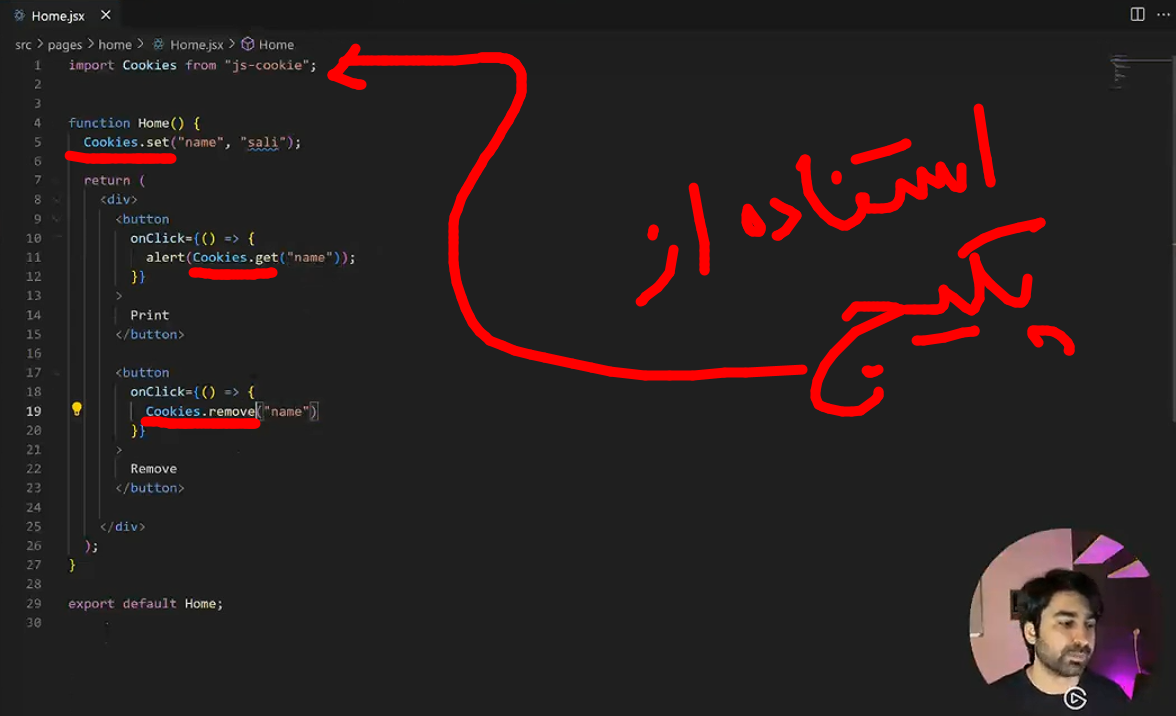 Home.jsx
src > pages > home > Home.jsx > Home
1 import Cookies from "js-cookie";
2
3
4 function Home() {
5 Cookies.set("name", "sali");
6
7 return (
8 <div>
9 <button
10 onClick={() => {
11 alert(Cookies.get("name"));
12 }}
13 >
14 Print
15 </button>
16
17 <button
18 onClick={() => {
19 Cookies.remove("name")
20 }}
21 >
22 Remove
23 </button>
24
25 </div>
26 );
27 }
28
29 export default Home;
30
استفاده از
پکیج